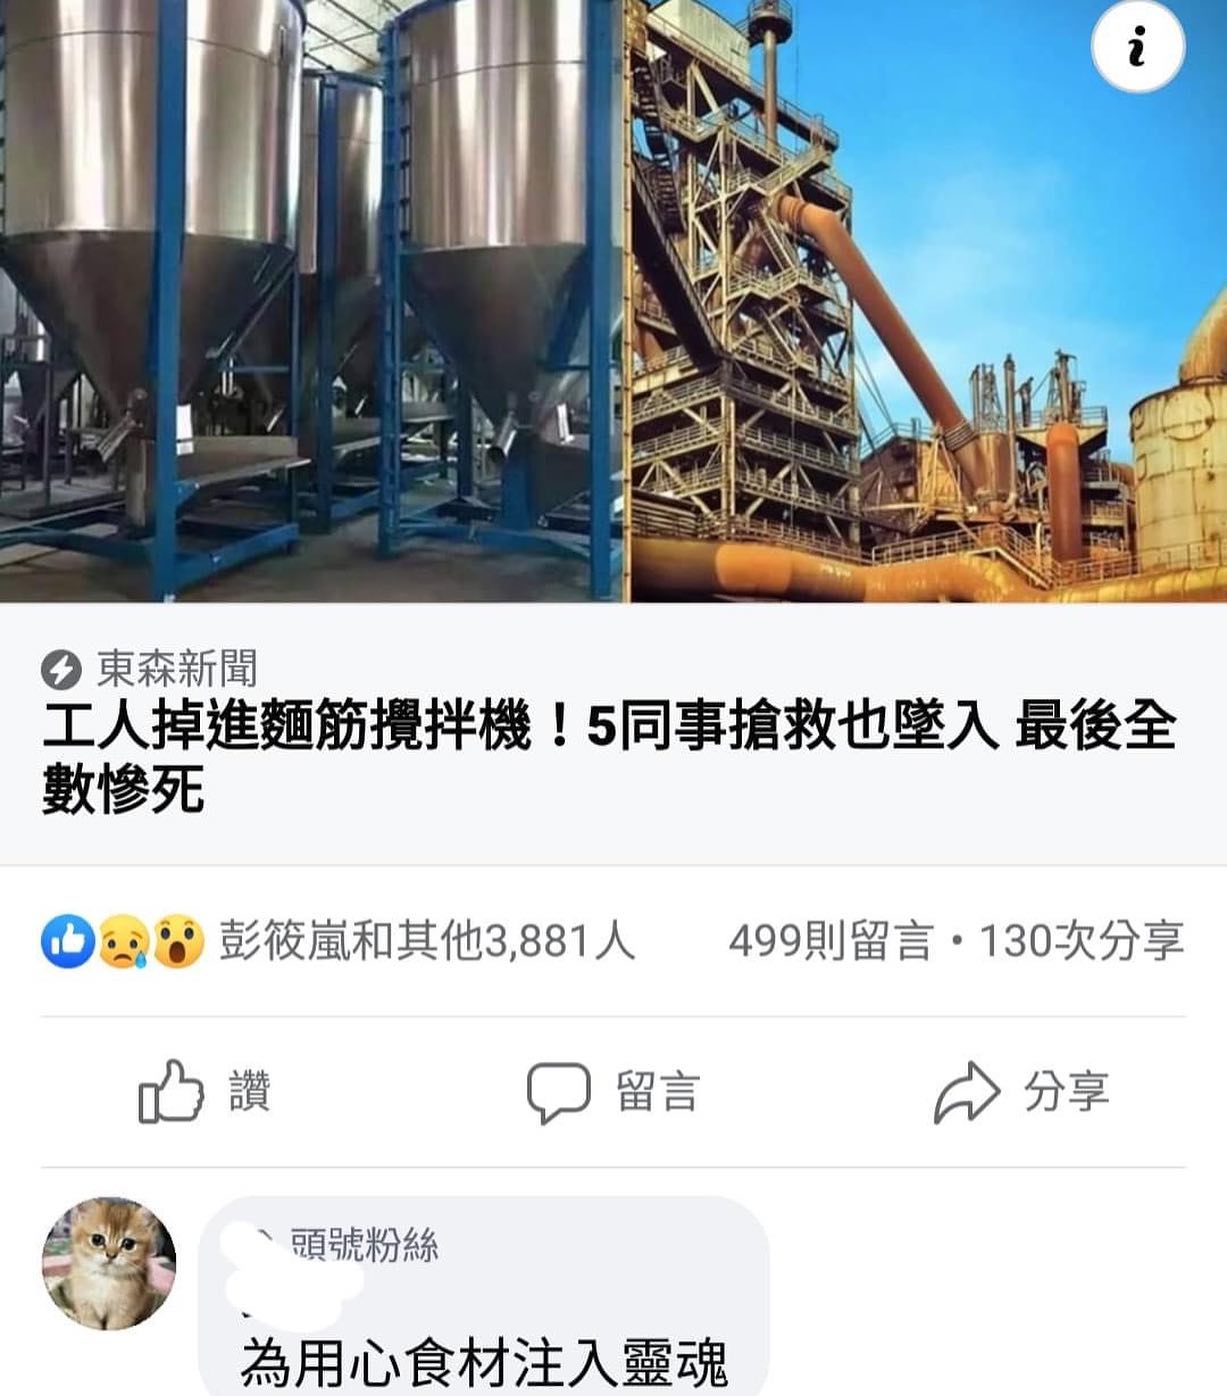 東森新聞
工人掉進麵筋攪拌機！5同事搶救也墜入 最後全
數慘死
彭筱嵐和其他3,881人 499則留言・130次分享
讚 留言 分享
頭號粉絲
為用心食材注入靈魂